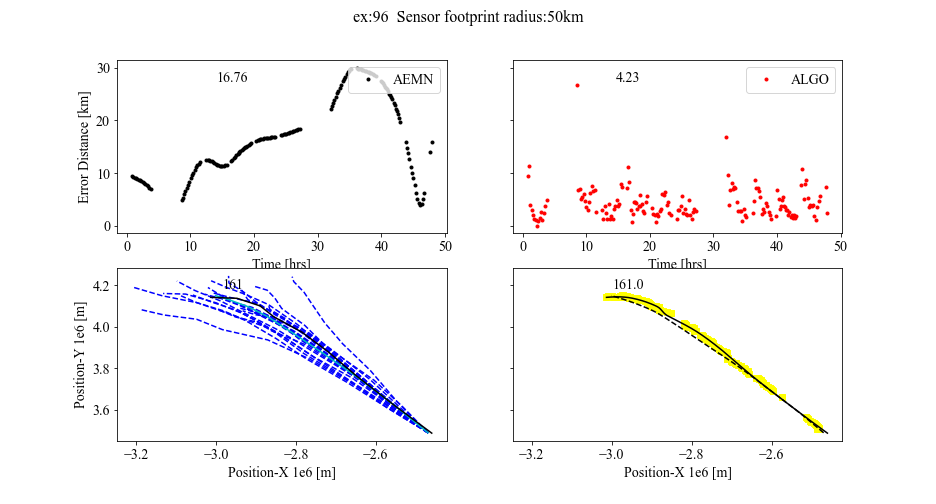 ex:96 Sensor footprint radius:50km
16.76
AEMN
30
20
10
0
Error Distance [km]
0 10 20 30 40 50
Time [hrs]
4.23
ALGO
0 10 20 30 40 50
Time [hrs]
161
4.2
4.0
3.8
3.6
Position-Y 1e6 [m]
−3.2 −3.0 −2.8 −2.6
Position-X 1e6 [m]
161.0
−3.2 −3.0 −2.8 −2.6
Position-X 1e6 [m]